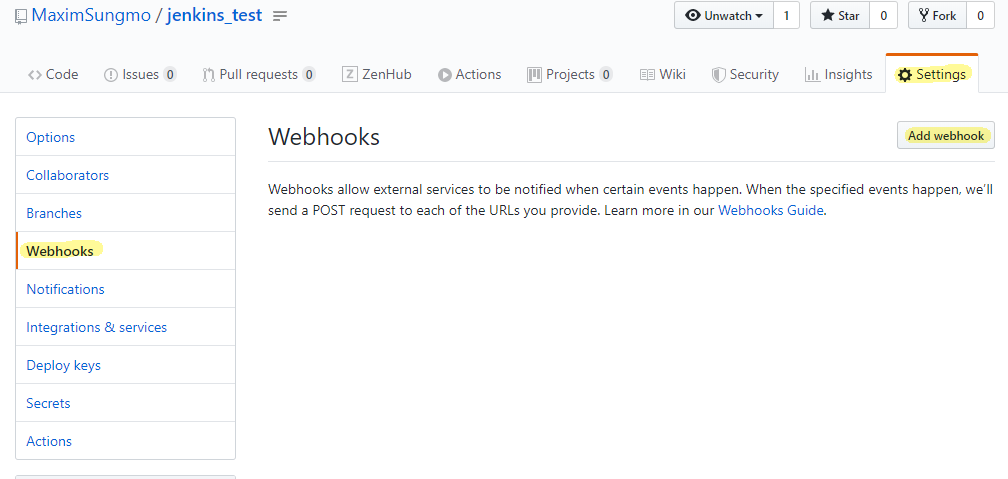 MaximSungmo / jenkins_test
Unwatch 1 Star 0 Fork 0
Code Issues 0 Pull requests 0 ZenHub Actions Projects 0 Wiki Security Insights Settings
Options
Collaborators
Branches
Webhooks
Notifications
Integrations & services
Deploy keys
Secrets
Actions
Webhooks
Add webhook
Webhooks allow external services to be notified when certain events happen. When the specified events happen, we'll
send a POST request to each of the URLs you provide. Learn more in our Webhooks Guide.